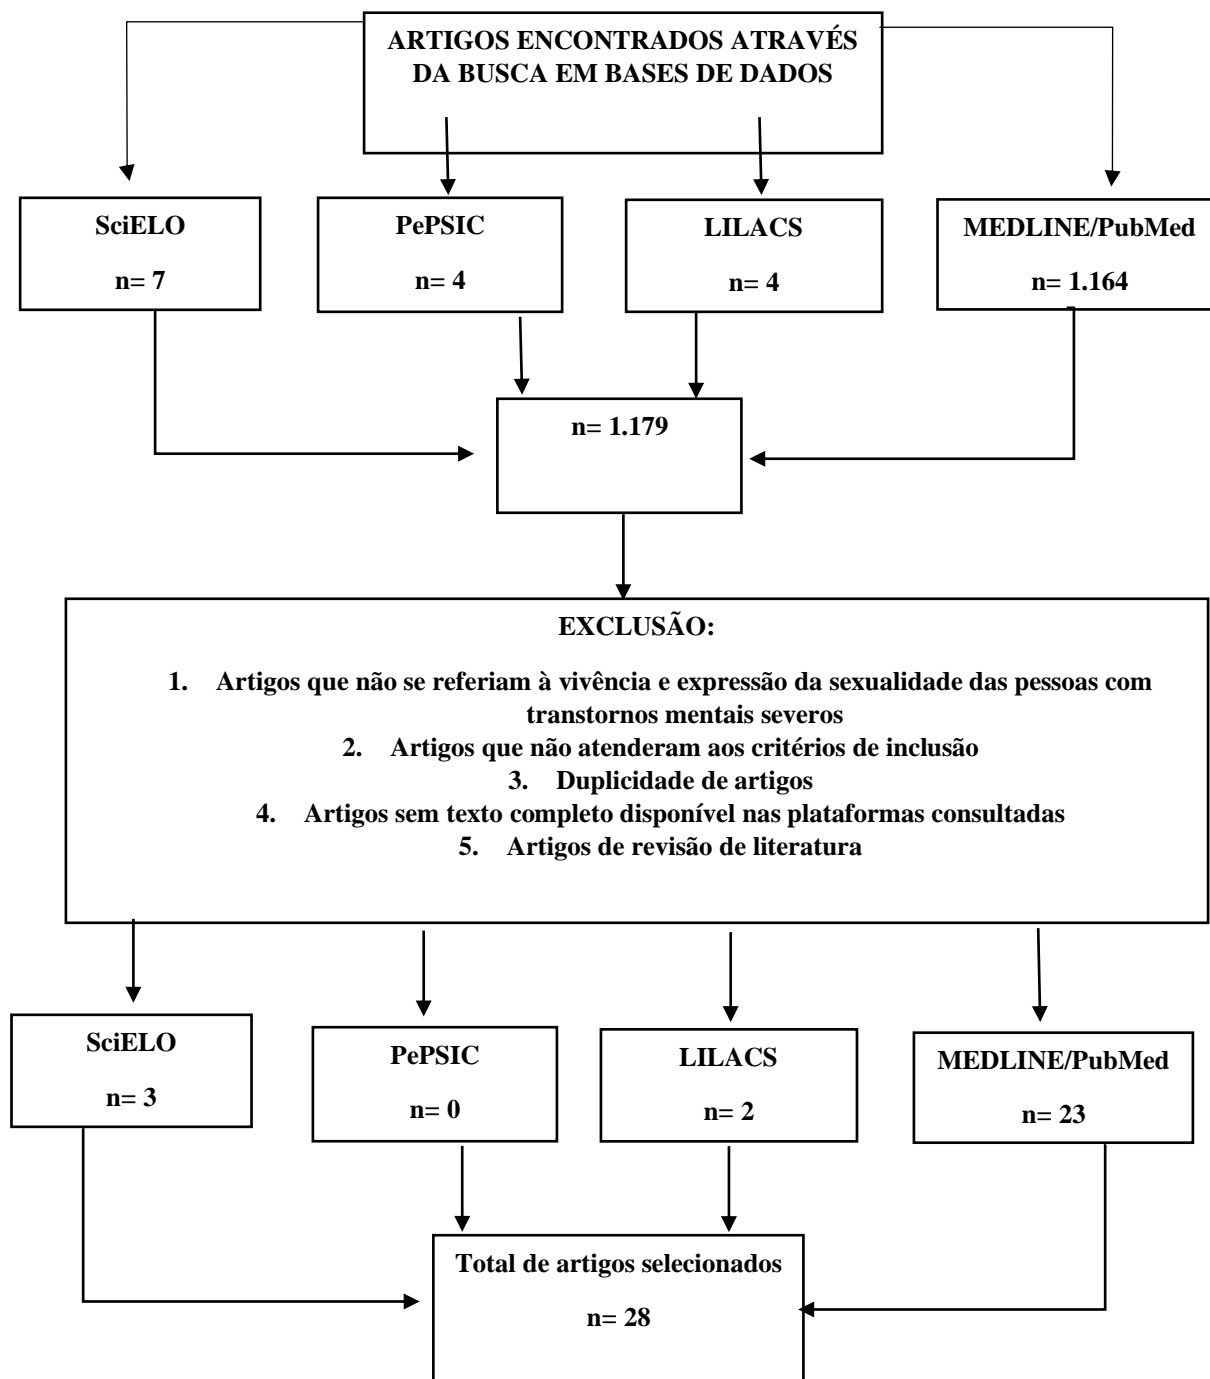 ARTIGOS ENCONTRADOS ATRAVÉS
DA BUSCA EM BASES DE DADOS
SciELO
n= 7
PePSIC
n= 4
LILACS
n= 4
MEDLINE/PubMed
n= 1.164
n= 1.179
EXCLUSÃO:
1. Artigos que não se referiam à vivência e expressão da sexualidade das pessoas com
transtornos mentais severos
2. Artigos que não atenderam aos critérios de inclusão
3. Duplicidade de artigos
4. Artigos sem texto completo disponível nas plataformas consultadas
5. Artigos de revisão de literatura
SciELO
n= 3
PePSIC
n= 0
LILACS
n= 2
MEDLINE/PubMed
n= 23
Total de artigos selecionados
n= 28